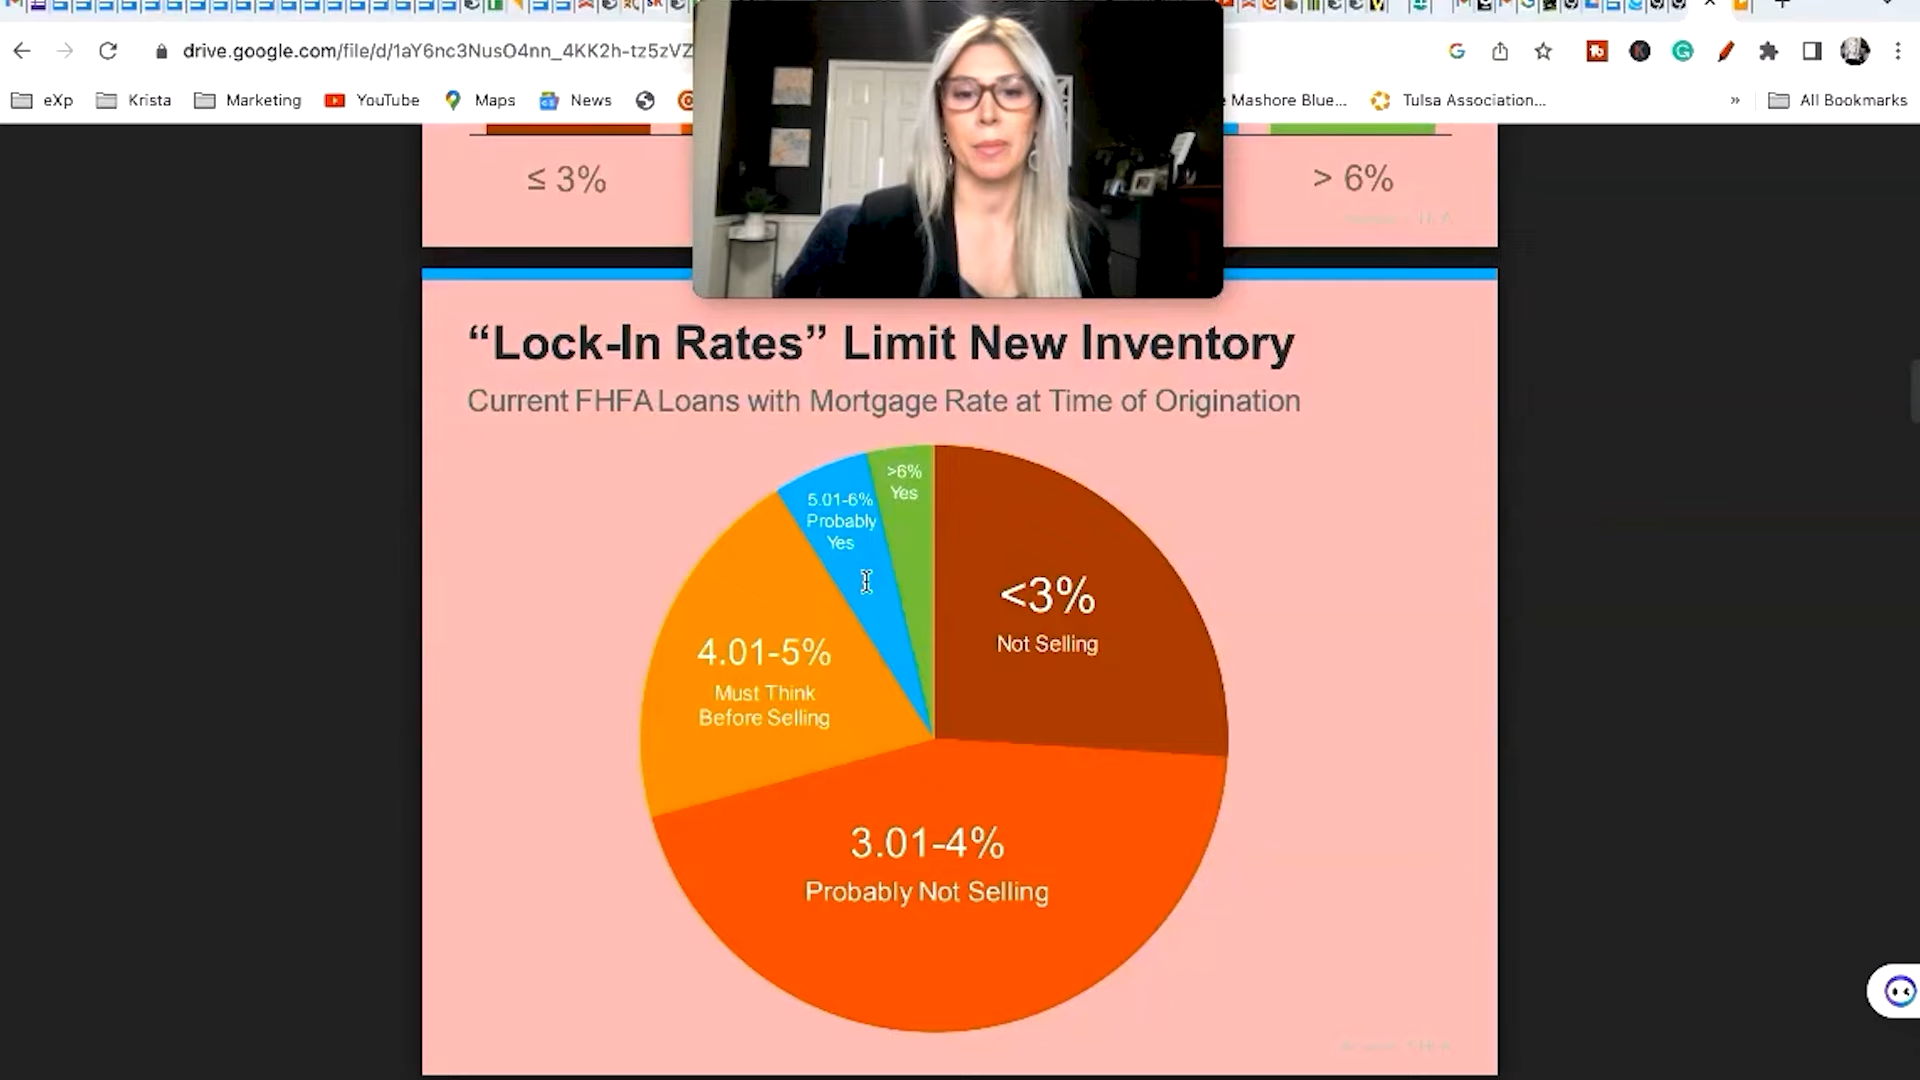 drive.google.com/file/d/1aY6nc3NusO4nn_4KK2h-tz5zVZ
eXp
Krista
Marketing
YouTube
Maps
News
Mashore Blue...
Tulsa Association...
»
All Bookmarks
≤ 3%
> 6%
“Lock-In Rates” Limit New Inventory
Current FHFA Loans with Mortgage Rate at Time of Origination
>6%
Yes
5.01-6%
Probably
Yes
<3%
Not Selling
4.01-5%
Must Think
Before Selling
3.01-4%
Probably Not Selling